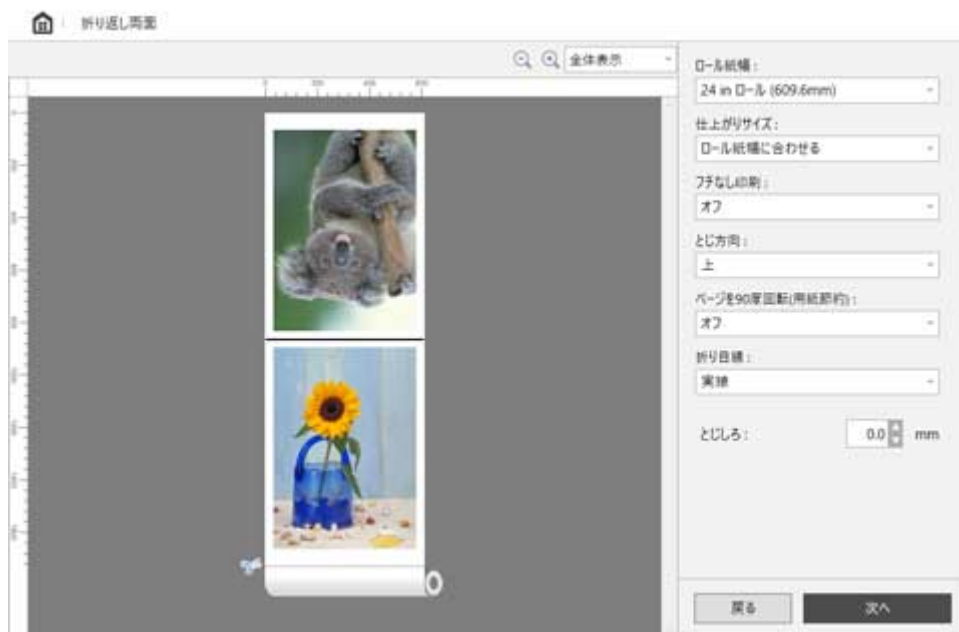 折り返し両面
全体表示
ロール紙幅 :
24 in ロール (609.6mm)
仕上がりサイズ :
ロール紙幅に合わせる
フチなし印刷 :
オフ
とじ方向 :
上
ページを90度回転(用紙節約) :
オフ
折り目線 :
実線
とじしろ :
0.0
mm
戻る
次へ